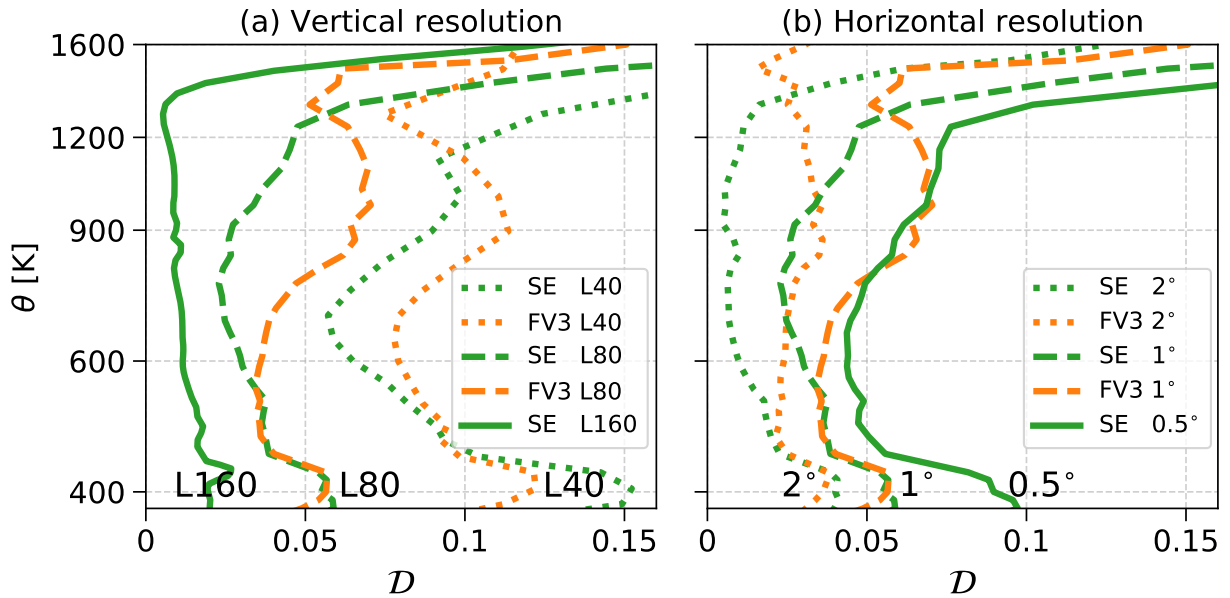 (a) Vertical resolution
(b) Horizontal resolution
1600
1200
900
600
400
θ [K]
SE L40
FV3 L40
SE L80
FV3 L80
SE L160
SE 2°
FV3 2°
SE 1°
FV3 1°
SE 0.5°
L160
L80
L40
2°
1°
0.5°
0
0.05
0.1
0.15
0
0.05
0.1
0.15
𝒟
𝒟